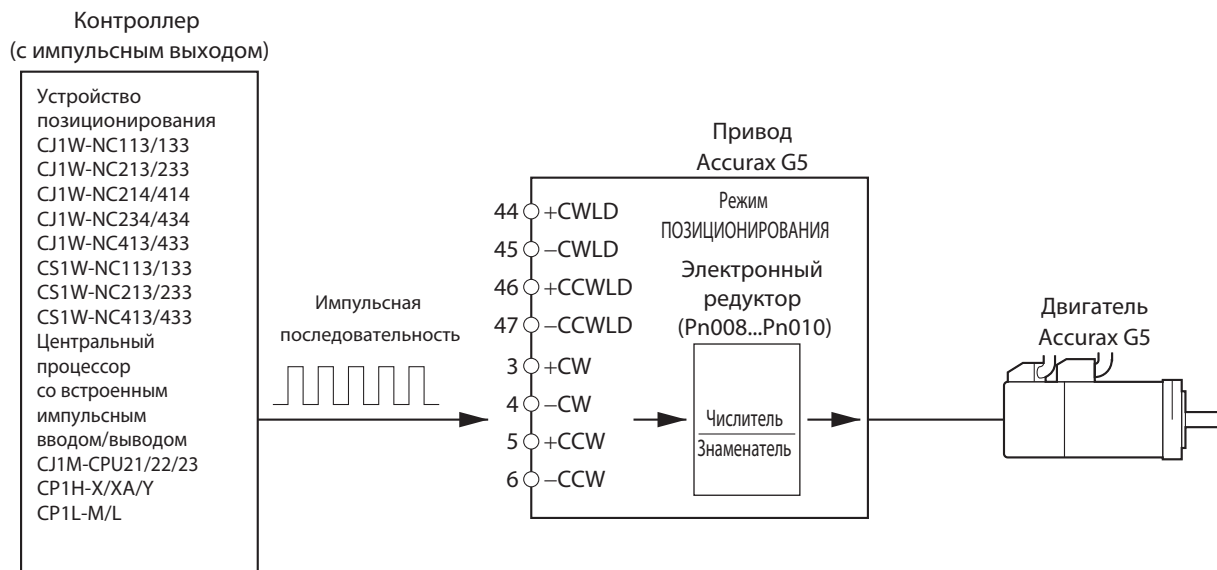 Контроллер
(с импульсным выходом)
Устройство
позиционирования
CJ1W-NC113/133
CJ1W-NC213/233
CJ1W-NC214/414
CJ1W-NC234/434
CJ1W-NC413/433
CS1W-NC113/133
CS1W-NC213/233
CS1W-NC413/433
Центральный
процессор
со встроенным
импульсным
вводом/выводом
CJ1M-CPU21/22/23
CP1H-X/XA/Y
CP1L-M/L
Импульсная
последовательность
Привод
Accurax G5
44 +CWLD
45 –CWLD
46 +CCWLD
47 –CCWLD
3 +CW
4 –CW
5 +CCW
6 –CCW
Режим
ПОЗИЦИОНИРОВАНИЯ
Электронный
редуктор
(Pn008...Pn010)
Числитель
Знаменатель
Двигатель
Accurax G5